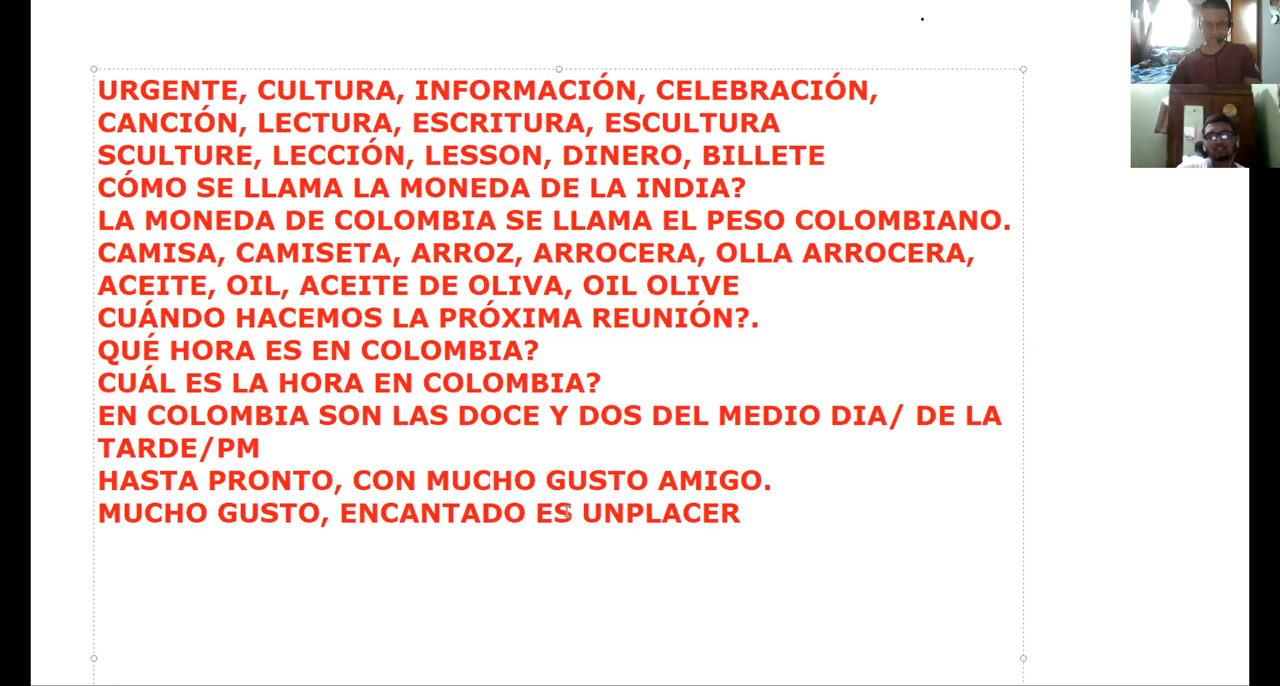 URGENTE, CULTURA, INFORMACIÓN, CELEBRACIÓN,
CANCIÓN, LECTURA, ESCRITURA, ESCULTURA
SCULTURE, LECCIÓN, LESSON, DINERO, BILLETE
CÓMO SE LLAMA LA MONEDA DE LA INDIA?
LA MONEDA DE COLOMBIA SE LLAMA EL PESO COLOMBIANO.
CAMISA, CAMISETA, ARROZ, ARROCERA, OLLA ARROCERA,
ACEITE, OIL, ACEITE DE OLIVA, OIL OLIVE
CUÁNDO HACEMOS LA PRÓXIMA REUNIÓN?.
QUÉ HORA ES EN COLOMBIA?
CUÁL ES LA HORA EN COLOMBIA?
EN COLOMBIA SON LAS DOCE Y DOS DEL MEDIO DIA/ DE LA
TARDE/PM
HASTA PRONTO, CON MUCHO GUSTO AMIGO.
MUCHO GUSTO, ENCANTADO ES UNPLACER